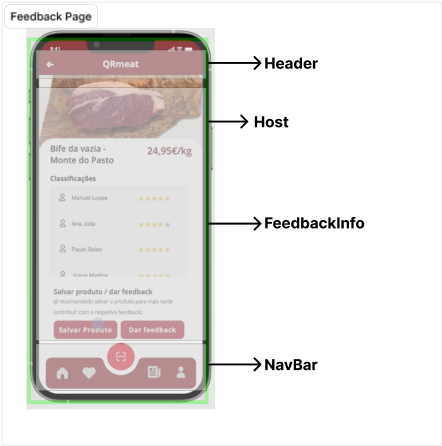 Feedback Page
9:41
QRmeat
Header
Host
Bife da vazia -
Monte do Pasto
24,95€/kg
Classificações
Manuel Lopes
FeedbackInfo
Ana Júlia
Paulo Seixo
Joana Martins
Salvar produto / dar feedback
(é recomendado salvar o produto para mais tarde
contribuir com o respetivo feedback).
Salvar Produto
Dar feedback
NavBar